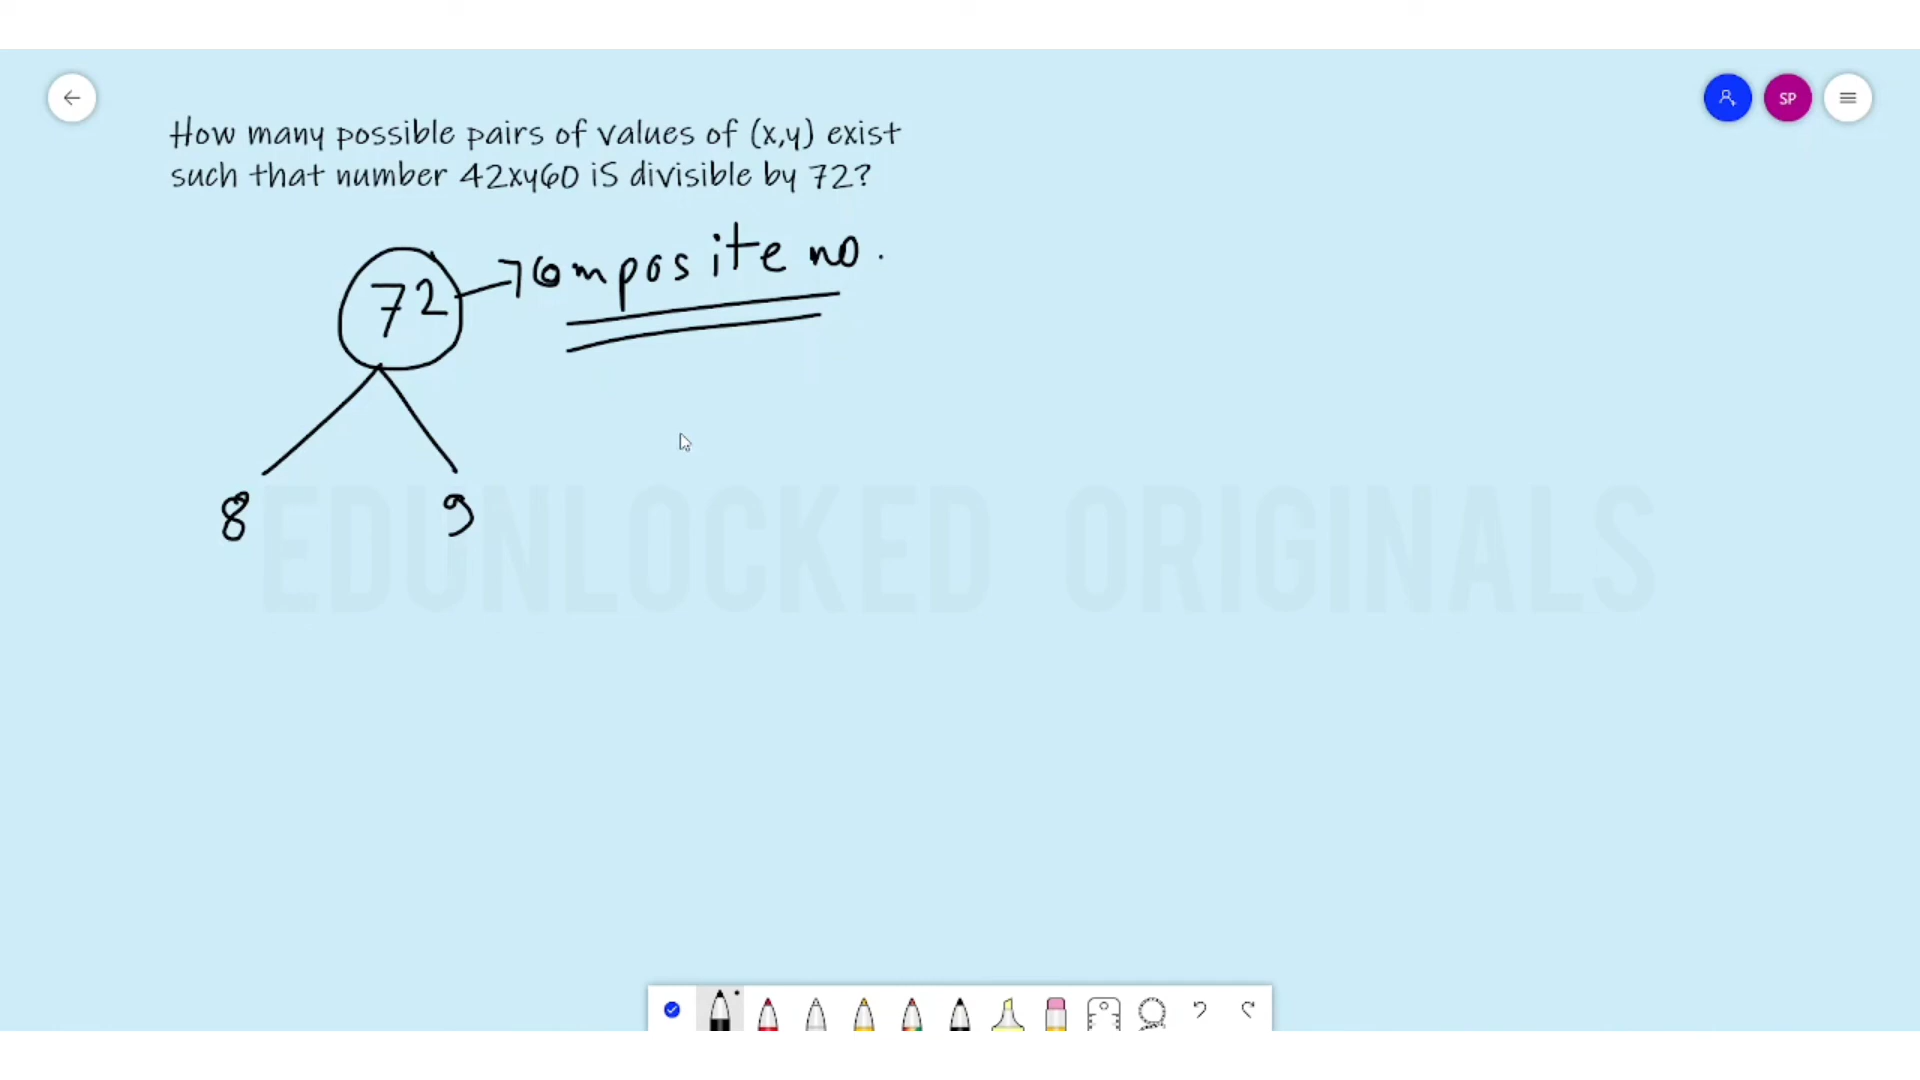 SP
How many possible pairs of values of (x,y) exist
such that number 42xy60 iS divisible by 72?
72 → composite no.
8 9
EDUNLOCKED ORIGINALS